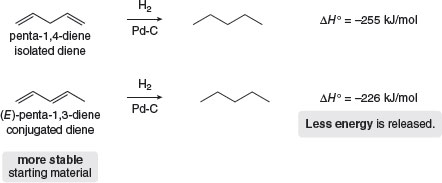 H2
Pd-C
ΔH° = –255 kJ/mol
penta-1,4-diene
isolated diene
H2
Pd-C
ΔH° = –226 kJ/mol
(E)-penta-1,3-diene
conjugated diene
Less energy is released.
more stable
starting material